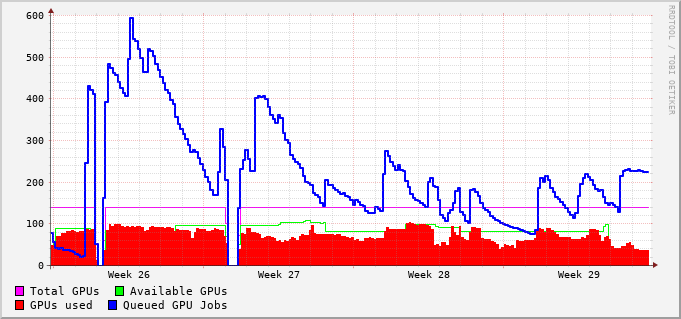 RRDTOOL / TOBI OETIKER
600
500
400
300
200
100
0
Week 26 Week 27 Week 28 Week 29
Total GPUs Available GPUs
GPUs used Queued GPU Jobs